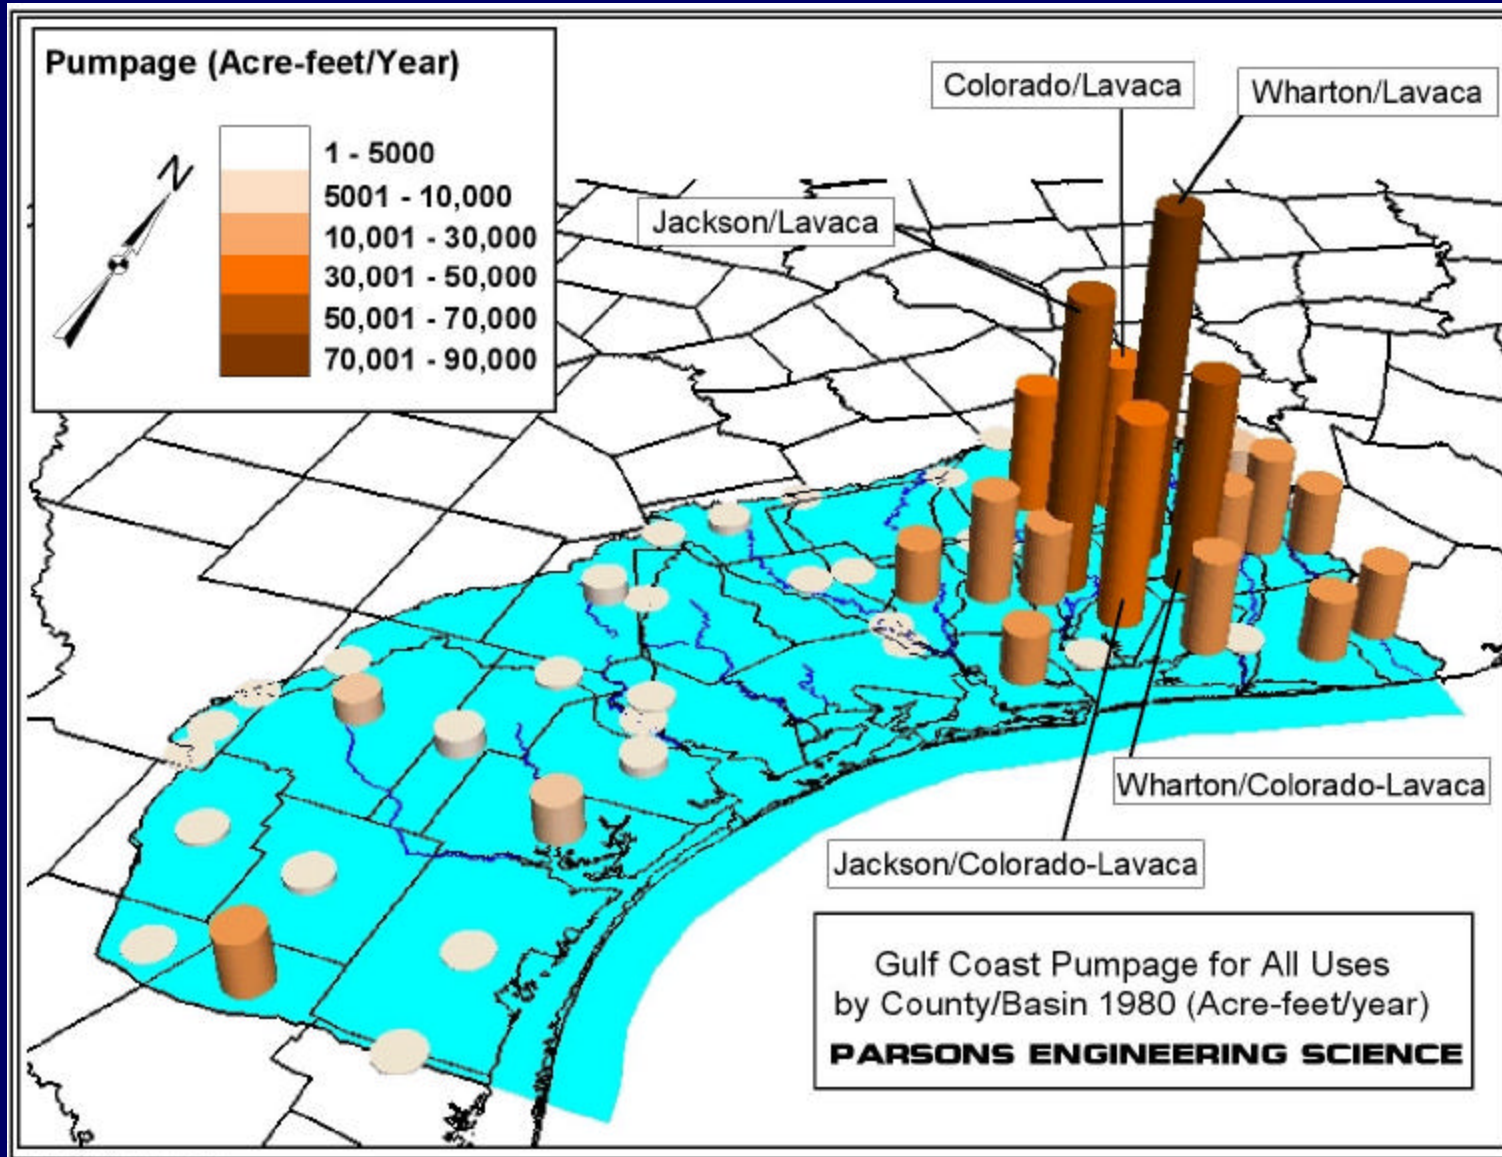 Pumpage (Acre-feet/Year)
N
1 - 5000
5001 - 10,000
10,001 - 30,000
30,001 - 50,000
50,001 - 70,000
70,001 - 90,000
Colorado/Lavaca
Wharton/Lavaca
Jackson/Lavaca
Wharton/Colorado-Lavaca
Jackson/Colorado-Lavaca
Gulf Coast Pumpage for All Uses
by County/Basin 1980 (Acre-feet/year)
PARSONS ENGINEERING SCIENCE